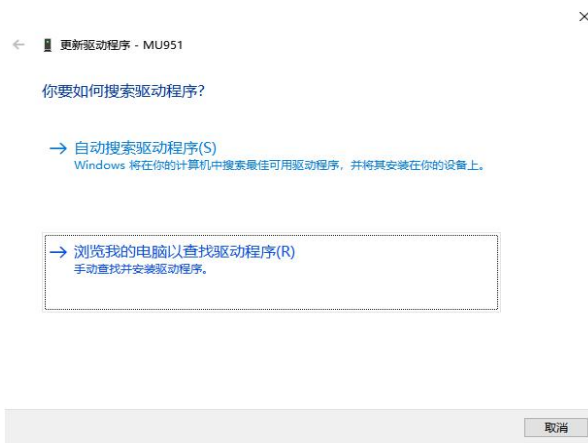 更新驱动程序 - MU951
你要如何搜索驱动程序?
自动搜索驱动程序(S)
Windows 将在你的计算机中搜索最佳可用驱动程序，并将其安装在你的设备上。
浏览我的电脑以查找驱动程序(R)
手动查找并安装驱动程序。
取消